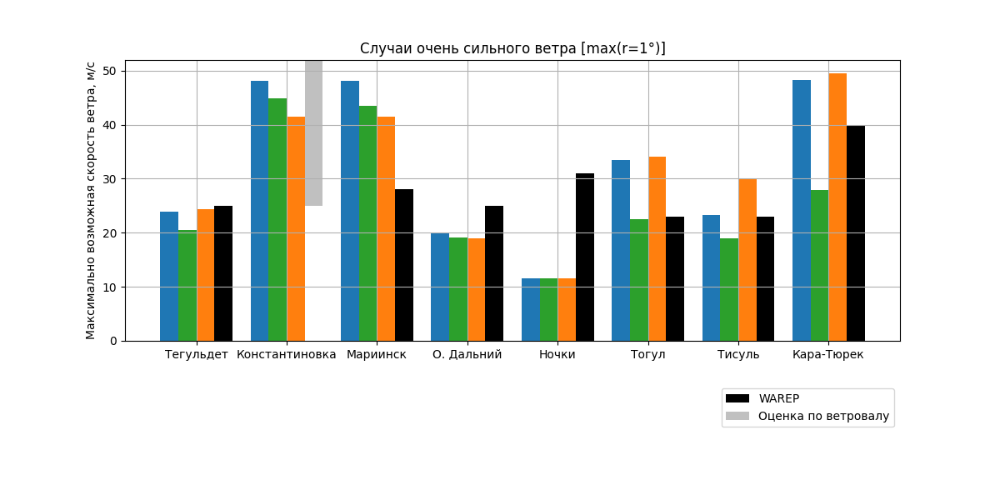 Случаи очень сильного ветра [max(r=1°)]
Максимально возможная скорость ветра, м/с
50
40
30
20
10
0
Тегульдет Константиновка Мариинск О. Дальний Ночки Тогул Тисуль Кара-Тюрек
WAREP
Оценка по ветровалу